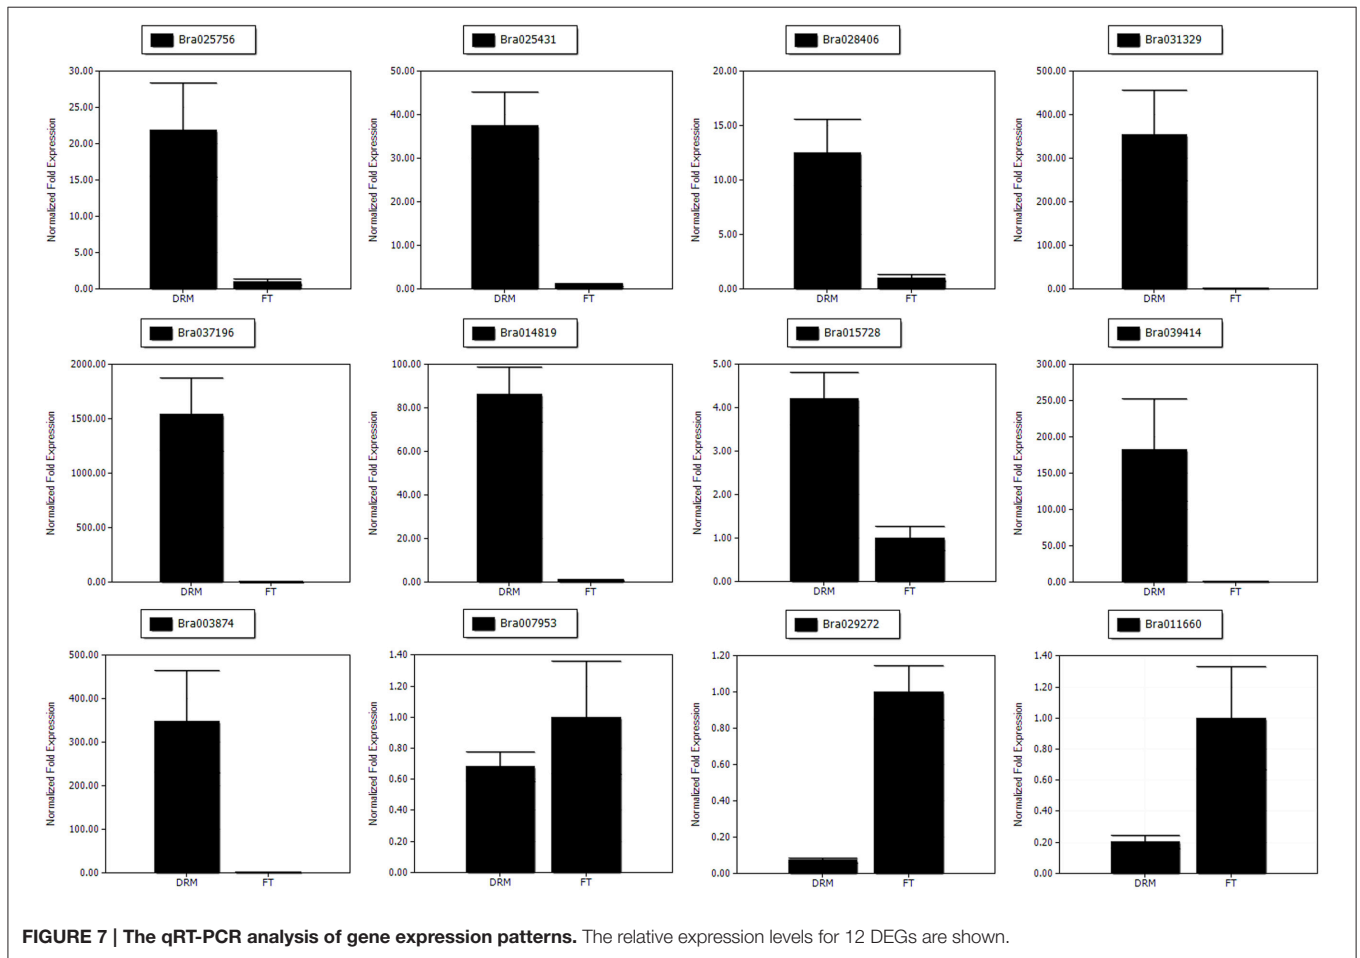 Bra025756
Normalized Fold Expression
30.00
25.00
20.00
15.00
10.00
5.00
0.00
DRM FT
Bra025431
Normalized Fold Expression
50.00
40.00
30.00
20.00
10.00
0.00
DRM FT
Bra028406
Normalized Fold Expression
20.00
15.00
10.00
5.00
0.00
DRM FT
Bra031329
Normalized Fold Expression
500.00
400.00
300.00
200.00
100.00
0.00
DRM FT
Bra037196
Normalized Fold Expression
2000.00
1500.00
1000.00
500.00
0.00
DRM FT
Bra014819
Normalized Fold Expression
100.00
80.00
60.00
40.00
20.00
0.00
DRM FT
Bra015728
Normalized Fold Expression
5.00
4.00
3.00
2.00
1.00
0.00
DRM FT
Bra039414
Normalized Fold Expression
300.00
250.00
200.00
150.00
100.00
50.00
0.00
DRM FT
Bra003874
Normalized Fold Expression
500.00
400.00
300.00
200.00
100.00
0.00
DRM FT
Bra007953
Normalized Fold Expression
1.40
1.20
1.00
0.80
0.60
0.40
0.20
0.00
DRM FT
Bra029272
Normalized Fold Expression
1.20
1.00
0.80
0.60
0.40
0.20
0.00
DRM FT
Bra011660
Normalized Fold Expression
1.40
1.20
1.00
0.80
0.60
0.40
0.20
0.00
DRM FT
FIGURE 7 | The qRT-PCR analysis of gene expression patterns. The relative expression levels for 12 DEGs are shown.